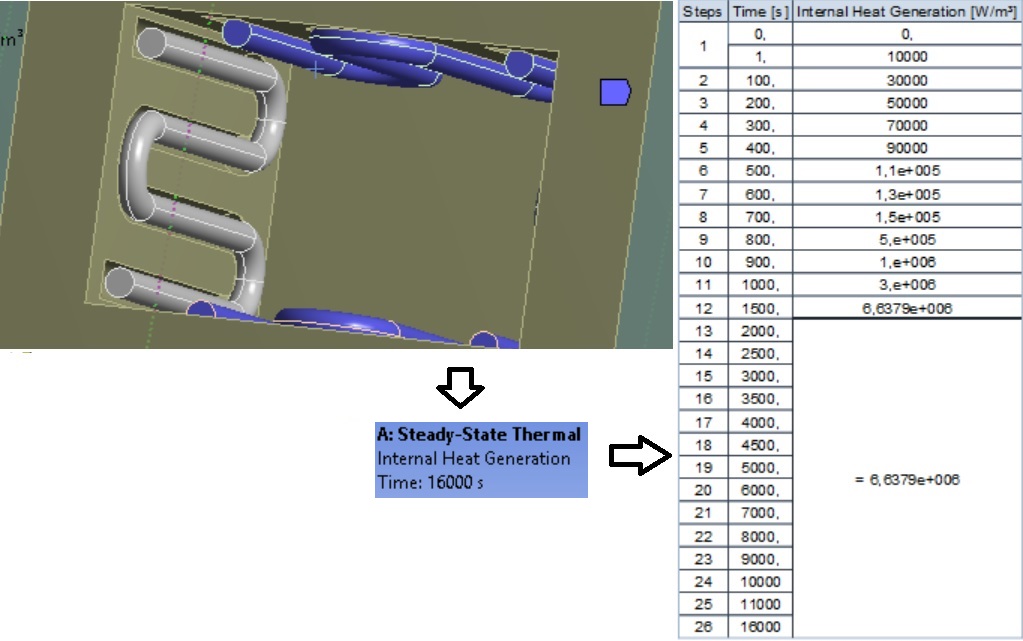 m³
A: Steady-State Thermal
Internal Heat Generation
Time: 16000 s
Steps Time [s] Internal Heat Generation [W/m³]
1 0, 0,
1, 10000
2 100, 30000
3 200, 50000
4 300, 70000
5 400, 90000
6 500, 1,1e+005
7 600, 1,3e+005
8 700, 1,5e+005
9 800, 5,e+005
10 900, 1,e+006
11 1000, 3,e+006
12 1500, 6,6379e+006
13 2000,
14 2500,
15 3000,
16 3500,
17 4000,
18 4500,
19 5000,
20 6000, = 6,6379e+006
21 7000,
22 8000,
23 9000,
24 10000
25 11000
26 16000